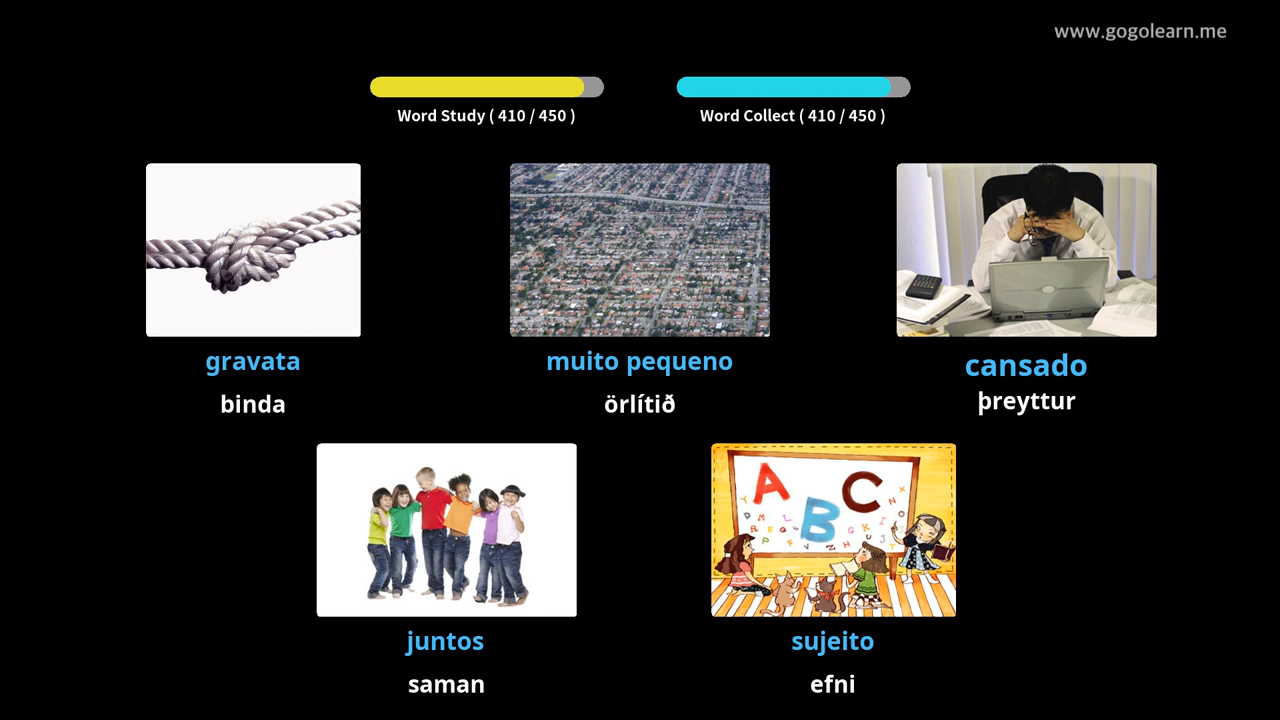 www.gogolearn.me
Word Study ( 410 / 450 )
Word Collect ( 410 / 450 )
gravata
binda
muito pequeno
örlítið
cansado
þreyttur
A B C
juntos
saman
sujeito
efni